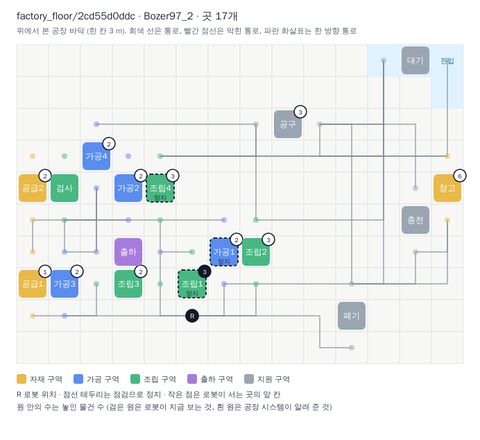 factory_floor/2cd55d0ddc · Bozer97_2 · 곳 17개
위에서 본 공장 바닥 (한 칸 3 m). 회색 선은 통로, 빨간 점선은 막힌 통로, 파란 화살표는 한 방향 통로
대기
진입
공구 3
가공4 2
공급2 2
검사
가공2 2
조립4 3
정지
창고 6
충전
출하
가공1 2
정지
조립2 3
공급1 1
가공3 2
조립3 2
조립1 3
정지
R
폐기
자재 구역
가공 구역
조립 구역
출하 구역
지원 구역
R 로봇 위치 · 점선 테두리는 점검으로 정지 · 작은 점은 로봇이 서는 곳의 앞 칸
원 안의 수는 놓인 물건 수 (검은 원은 로봇이 지금 보는 것, 흰 원은 공장 시스템이 알려 준 것)